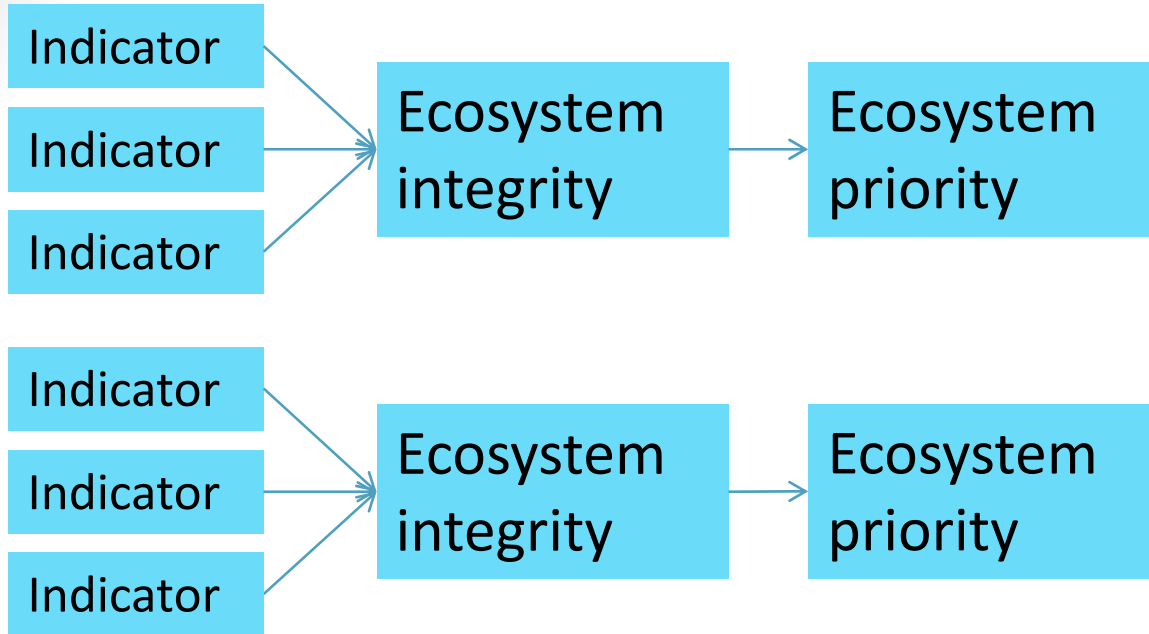 Indicator
Indicator
Indicator
Ecosystem
integrity
Ecosystem
priority
Indicator
Indicator
Indicator
Ecosystem
integrity
Ecosystem
priority